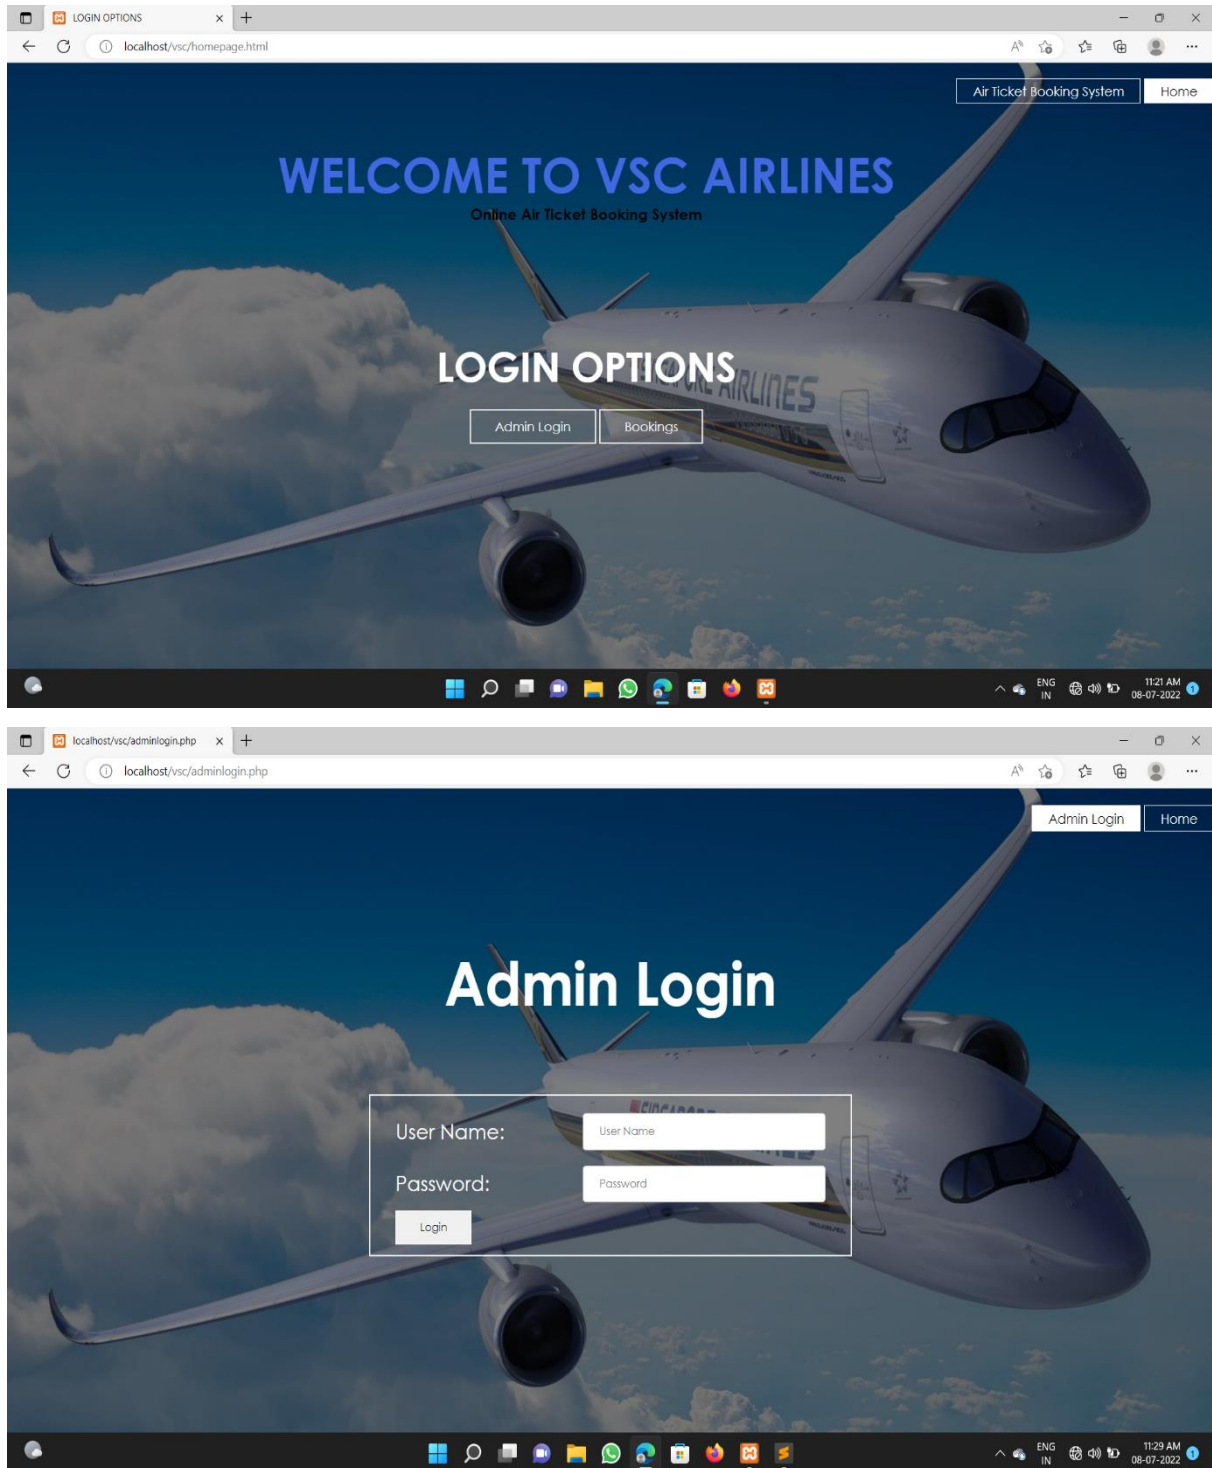 LOGIN OPTIONS
localhost/vsc/homepage.html
Air Ticket Booking System
Home
WELCOME TO VSC AIRLINES
Online Air Ticket Booking System
LOGIN OPTIONS
AIRLINES
Admin Login
Bookings
ENG
IN
11:21 AM
08-07-2022
1
localhost/vsc/adminlogin.php
localhost/vsc/adminlogin.php
Admin Login
Home
Admin Login
User Name:
User Name
Password:
Password
Login
ENG
IN
11:29 AM
08-07-2022
1